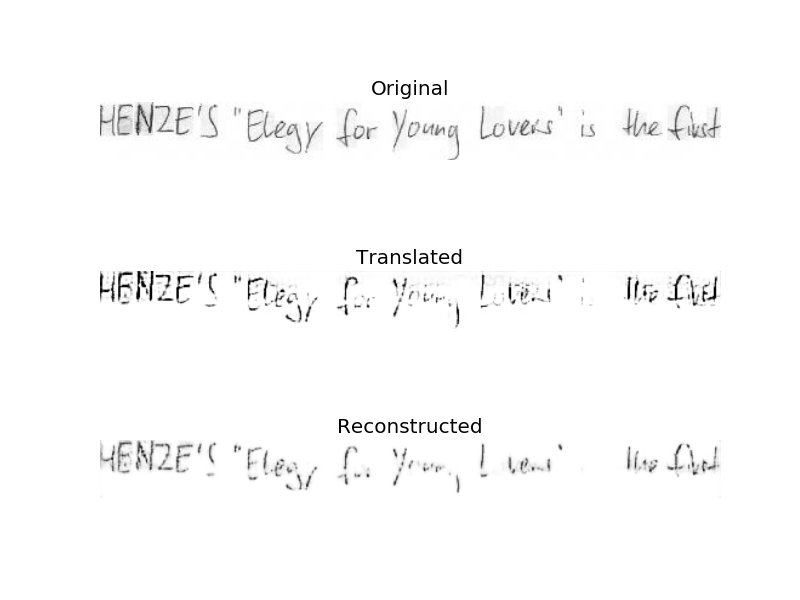 Original
HENZE'S "Elegy for Young Lovers" is the first
Translated
HENZE'S "Elegy for Young Lovers" is the first
Reconstructed
HENZE'S "Elegy for Young Lovers" the first